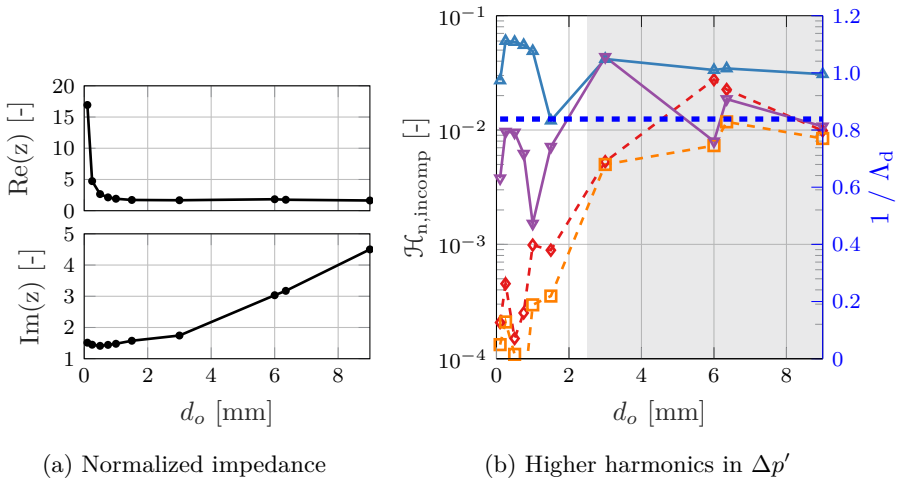 20
15
10
5
0
Re(z) [-]
5
4
3
2
1
Im(z) [-]
0 2 4 6 8
d_o [mm]
(a) Normalized impedance
10⁻¹
10⁻²
10⁻³
10⁻⁴
ℋ_n,incomp [-]
1.2
1.0
0.8
0.6
0.4
0.2
0
1 / Λ_d
0 2 4 6 8
d_o [mm]
(b) Higher harmonics in Δp′